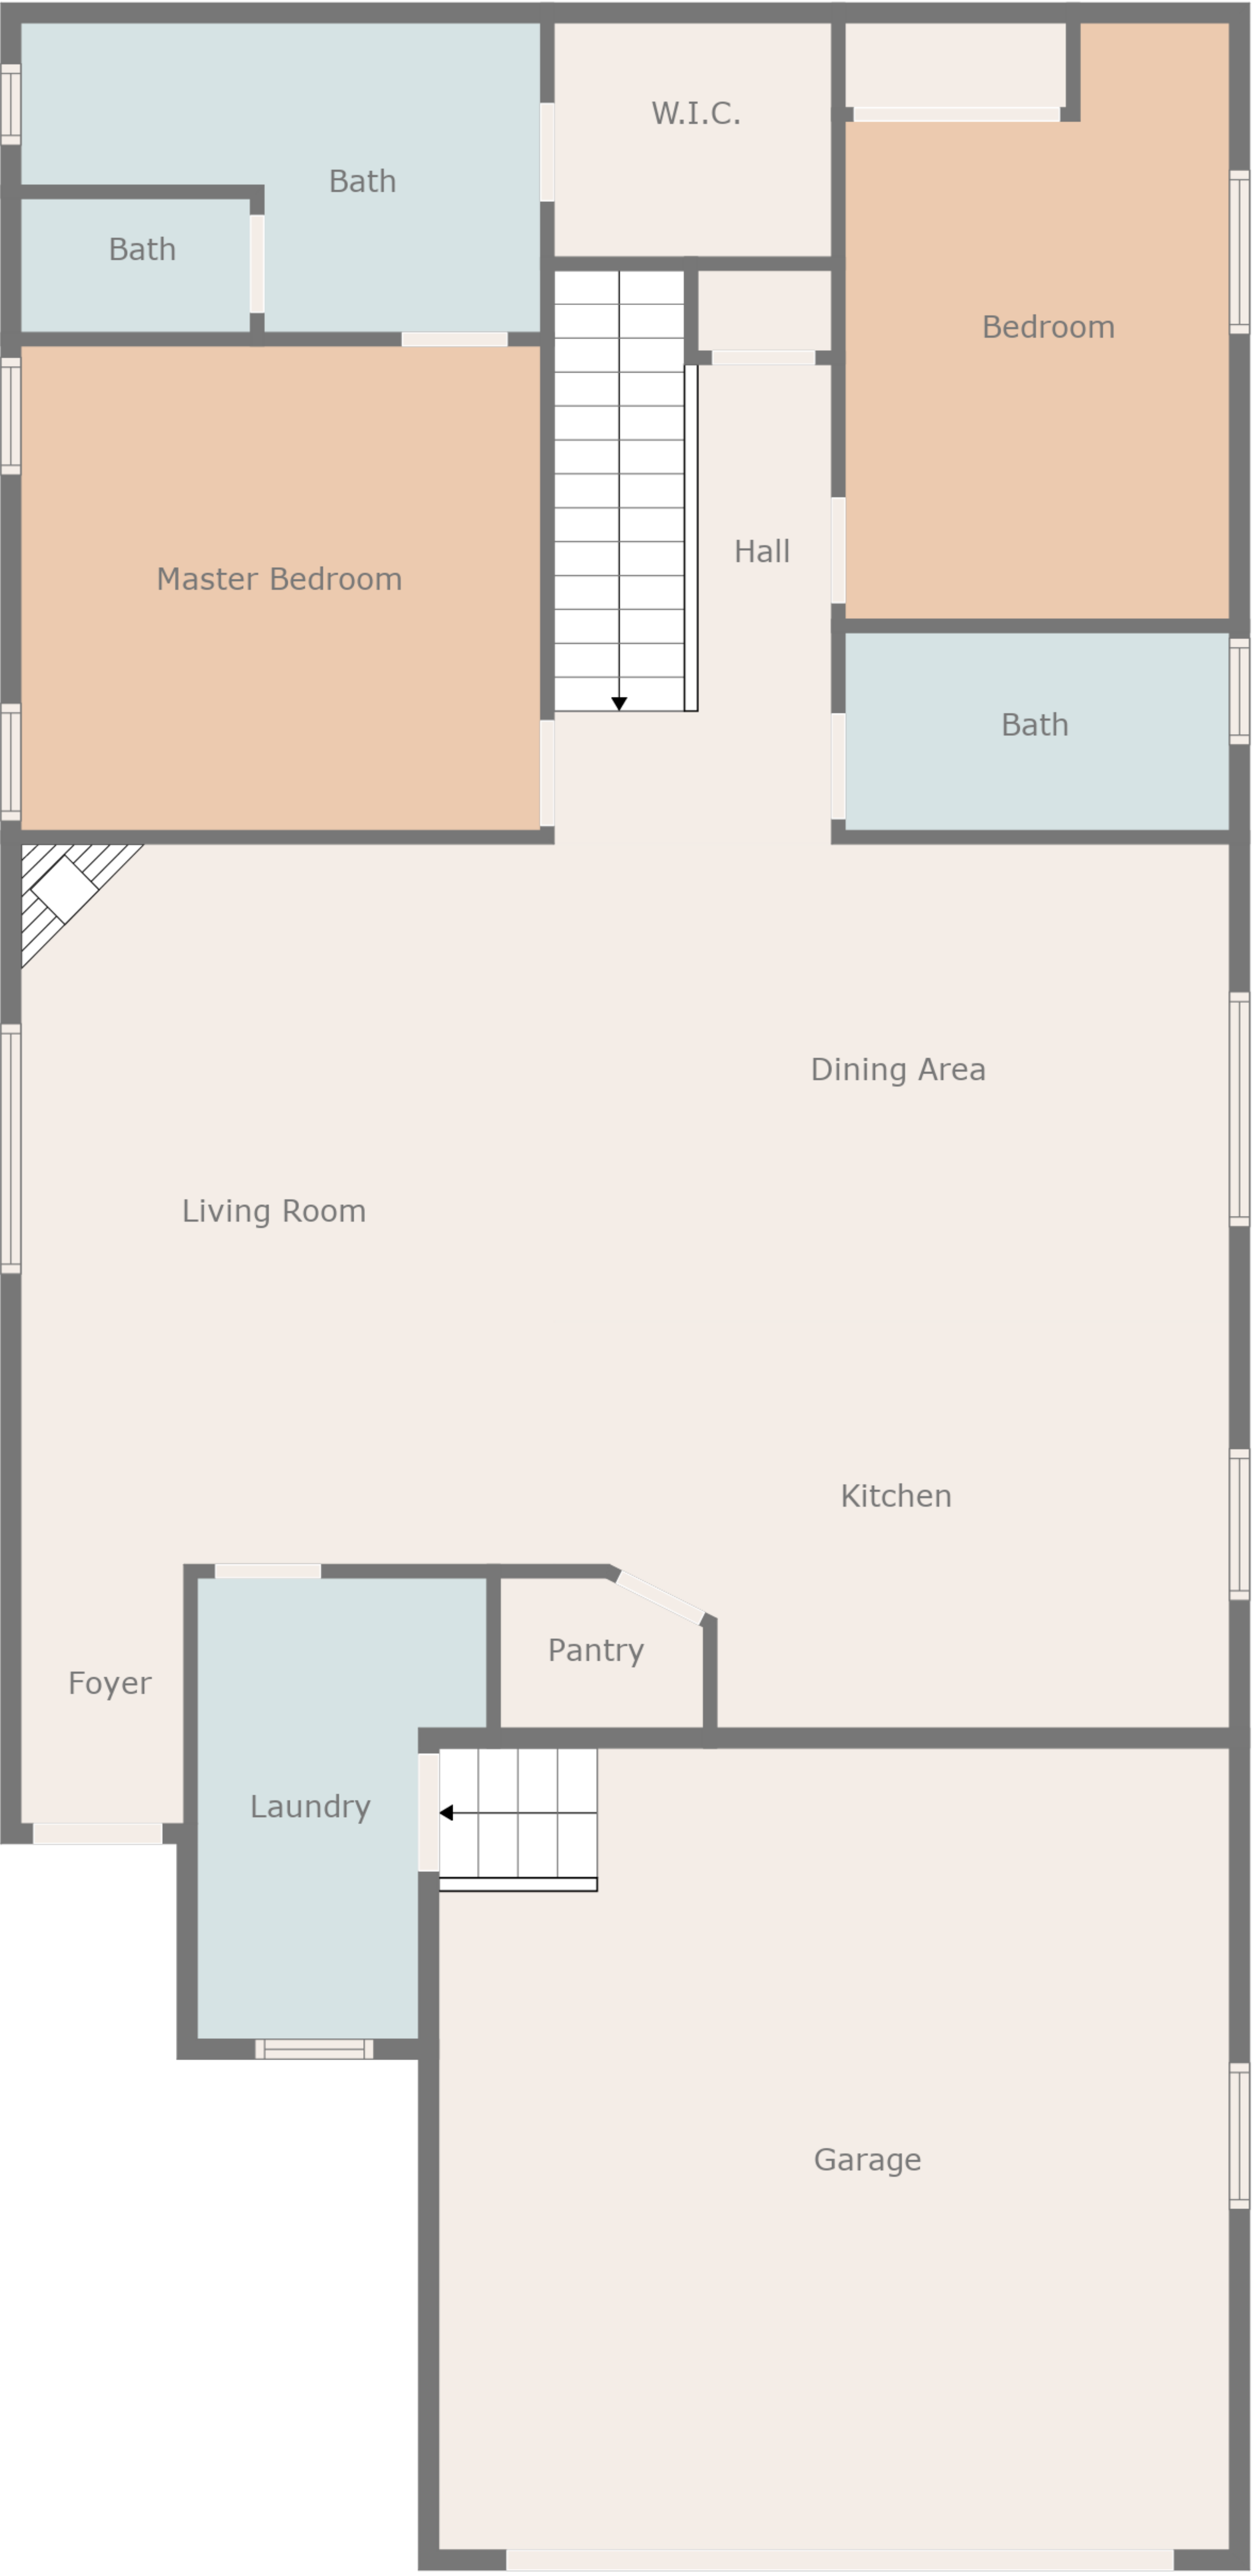 W.I.C.
Bath
Bath
Bedroom
Hall
Master Bedroom
Bath
Dining Area
Living Room
Kitchen
Pantry
Foyer
Laundry
Garage